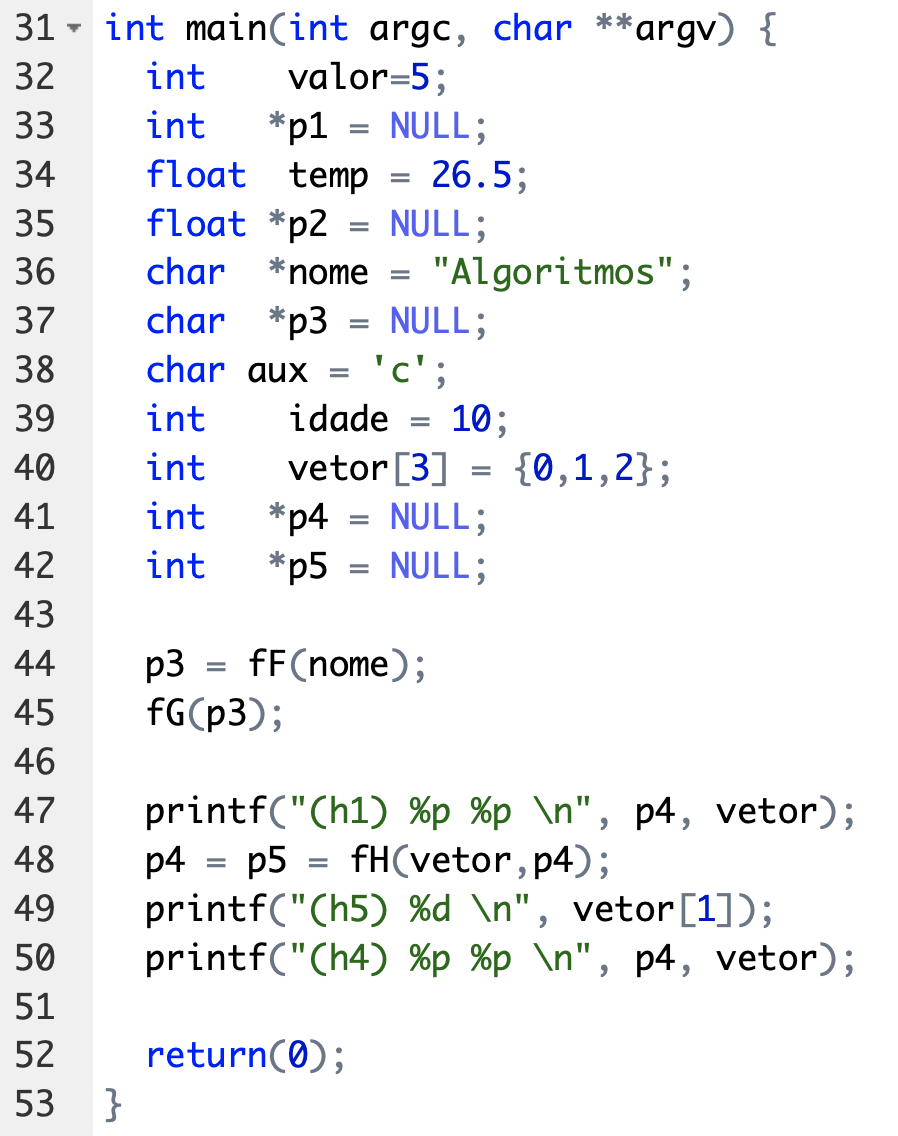 31 int main(int argc, char **argv) {
32   int    valor=5;
33   int   *p1 = NULL;
34   float  temp = 26.5;
35   float *p2 = NULL;
36   char  *nome = "Algoritmos";
37   char  *p3 = NULL;
38   char aux = 'c';
39   int    idade = 10;
40   int    vetor[3] = {0,1,2};
41   int   *p4 = NULL;
42   int   *p5 = NULL;
43
44   p3 = fF(nome);
45   fG(p3);
46
47   printf("(h1) %p %p \n", p4, vetor);
48   p4 = p5 = fH(vetor,p4);
49   printf("(h5) %d \n", vetor[1]);
50   printf("(h4) %p %p \n", p4, vetor);
51
52   return(0);
53 }